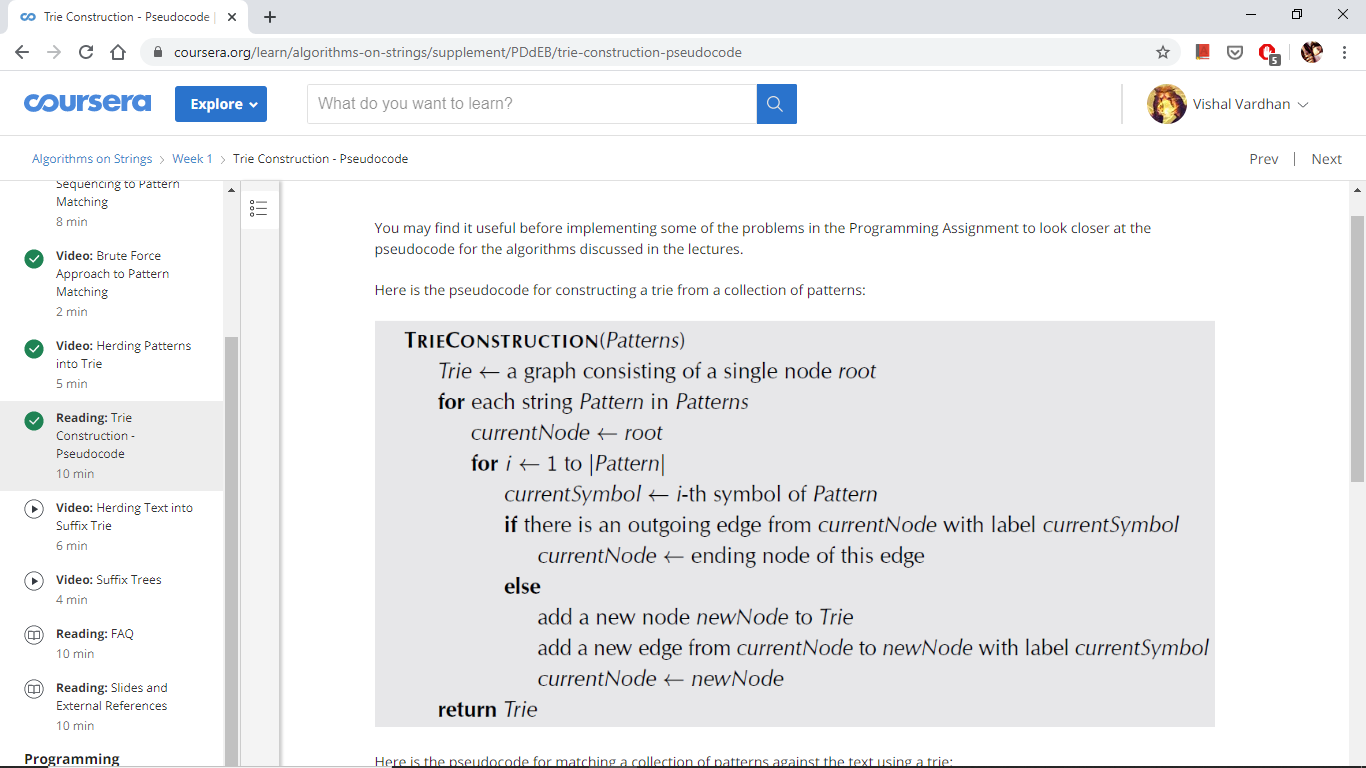 Trie Construction - Pseudocode |
coursera.org/learn/algorithms-on-strings/supplement/PDdEB/trie-construction-pseudocode
5
coursera
Explore
What do you want to learn?
Vishal Vardhan
Algorithms on Strings > Week 1 > Trie Construction - Pseudocode
Prev | Next
Sequencing to Pattern
Matching
8 min
Video: Brute Force
Approach to Pattern
Matching
2 min
Video: Herding Patterns
into Trie
5 min
Reading: Trie
Construction -
Pseudocode
10 min
Video: Herding Text into
Suffix Trie
6 min
Video: Suffix Trees
4 min
Reading: FAQ
10 min
Reading: Slides and
External References
10 min
Programming
You may find it useful before implementing some of the problems in the Programming Assignment to look closer at the
pseudocode for the algorithms discussed in the lectures.
Here is the pseudocode for constructing a trie from a collection of patterns:
TRIECONSTRUCTION(Patterns)
Trie ← a graph consisting of a single node root
for each string Pattern in Patterns
currentNode ← root
for i ← 1 to |Pattern|
currentSymbol ← i-th symbol of Pattern
if there is an outgoing edge from currentNode with label currentSymbol
currentNode ← ending node of this edge
else
add a new node newNode to Trie
add a new edge from currentNode to newNode with label currentSymbol
currentNode ← newNode
return Trie
Here is the pseudocode for matching a collection of patterns against the text using a trie: